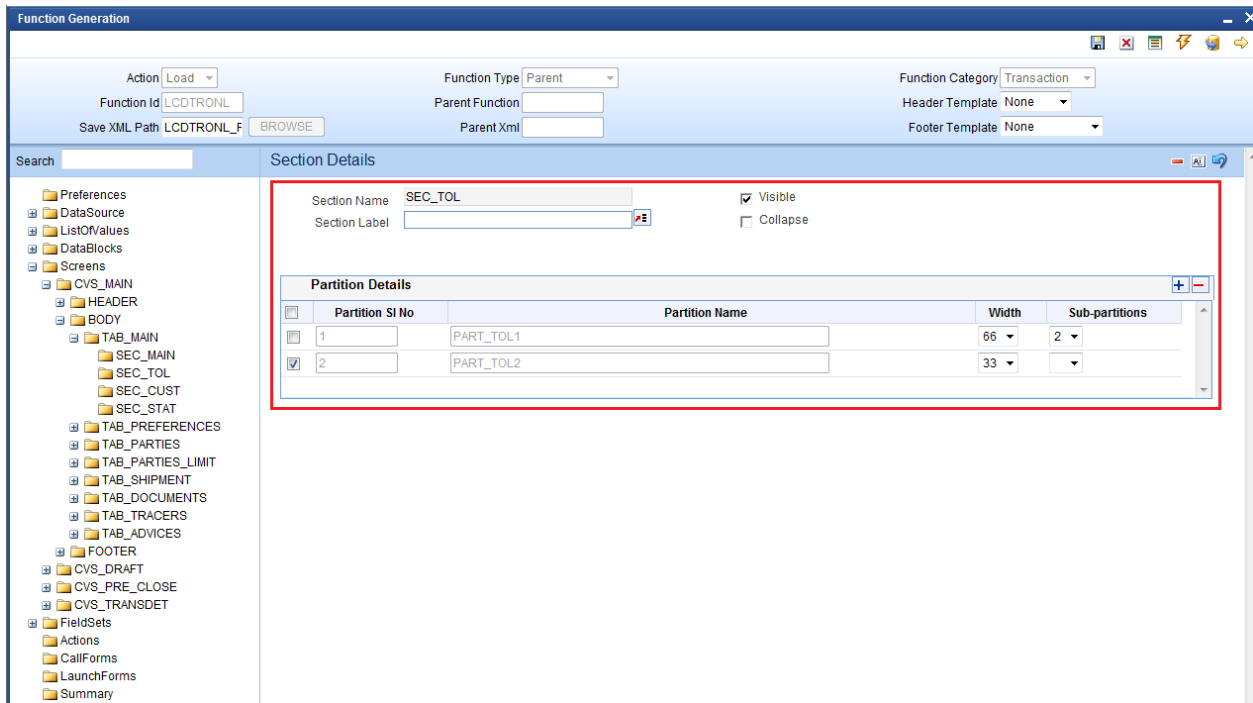 Function Generation
Action Load Function Type Parent Function Category Transaction
Function Id LCDTRONL Parent Function Header Template None
Save XML Path LCDTRONL_F BROWSE Parent Xml Footer Template None
Search Section Details
Preferences
DataSource
ListOfValues
DataBlocks
Screens
CVS_MAIN
HEADER
BODY
TAB_MAIN
SEC_MAIN
SEC_TOL
SEC_CUST
SEC_STAT
TAB_PREFERENCES
TAB_PARTIES
TAB_PARTIES_LIMIT
TAB_SHIPMENT
TAB_DOCUMENTS
TAB_TRACERS
TAB_ADVICES
FOOTER
CVS_DRAFT
CVS_PRE_CLOSE
CVS_TRANSDET
FieldSets
Actions
CallForms
LaunchForms
Summary
Section Name SEC_TOL Visible
Section Label Collapse
Partition Details
Partition Sl No Partition Name Width Sub-partitions
1 PART_TOL1 66 2
2 PART_TOL2 33